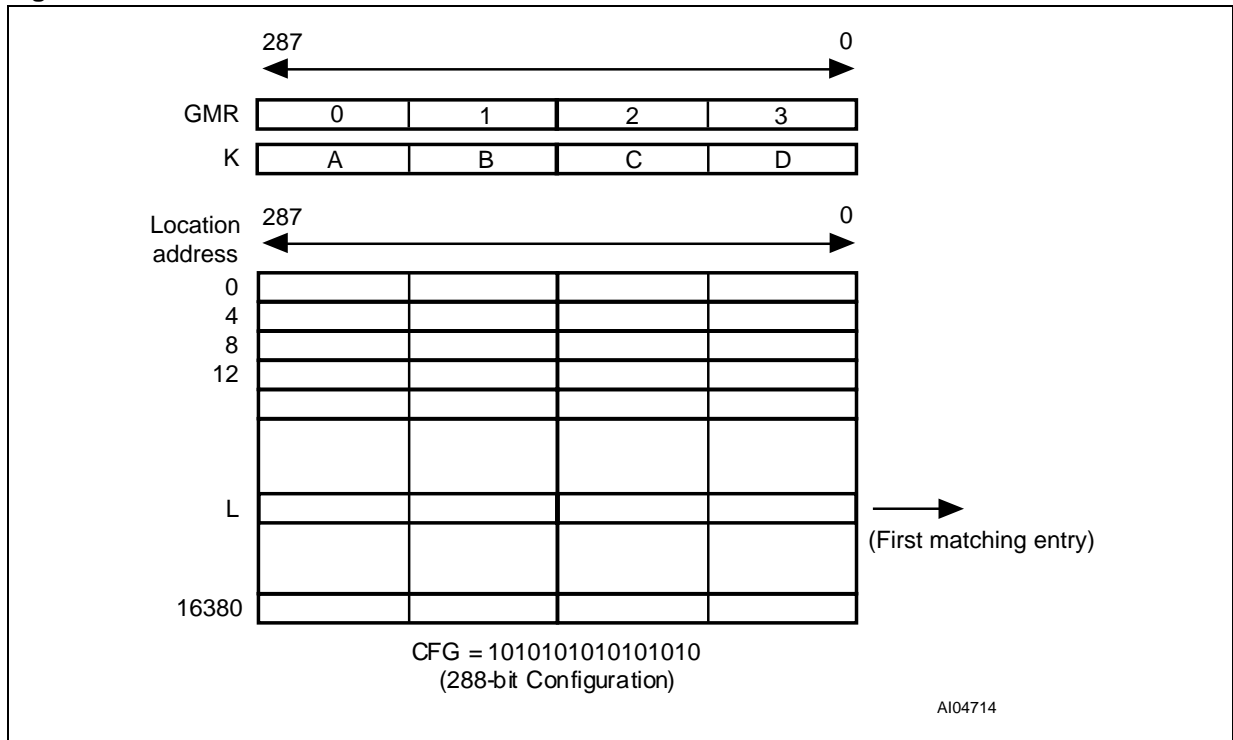 287 0
GMR 0 1 2 3
K A B C D
287 0
Location
address
0
4
8
12
L
(First matching entry)
16380
CFG = 1010101010101010
(288-bit Configuration)
AI04714